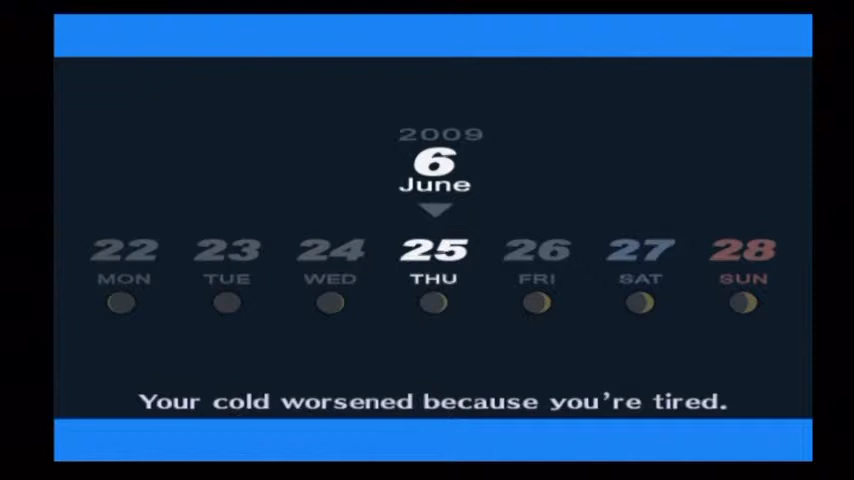 2009
6
June
22 23 24 25 26 27 28
MON TUE WED THU FRI SAT SUN
Your cold worsened because you're tired.